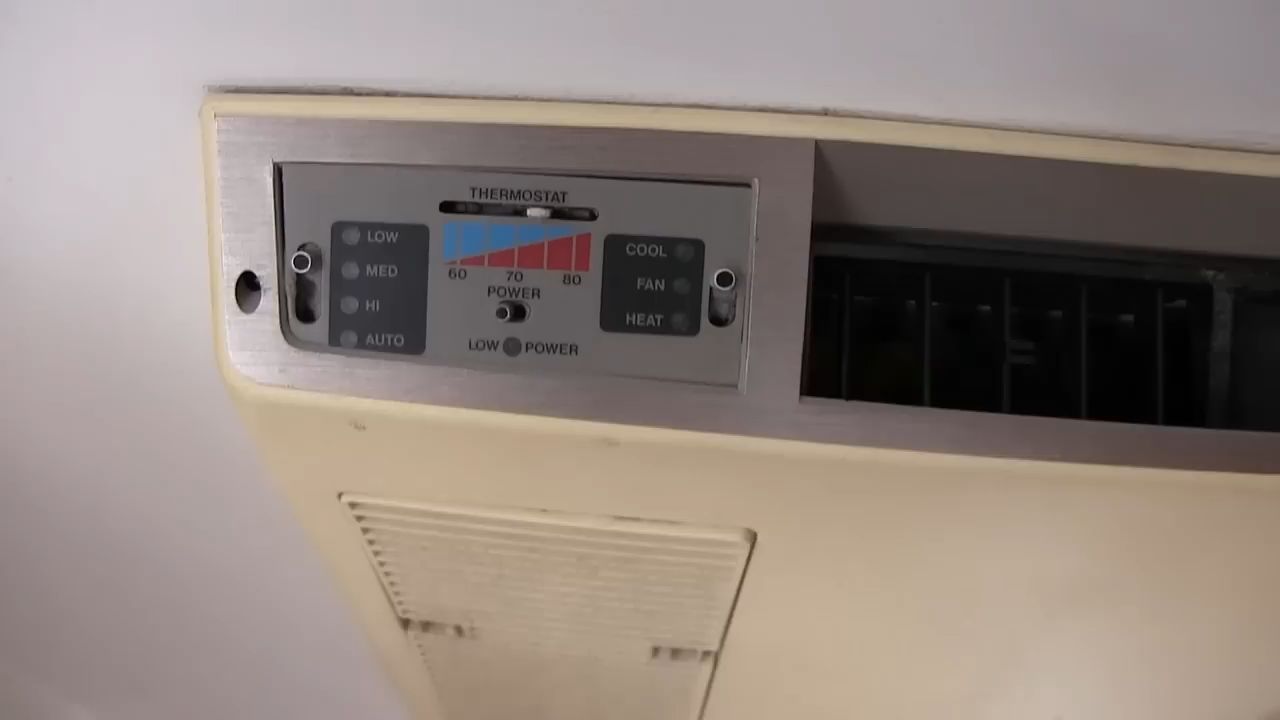 THERMOSTAT
LOW
MED
HI
AUTO
60 70 80
POWER
LOW POWER
COOL
FAN
HEAT